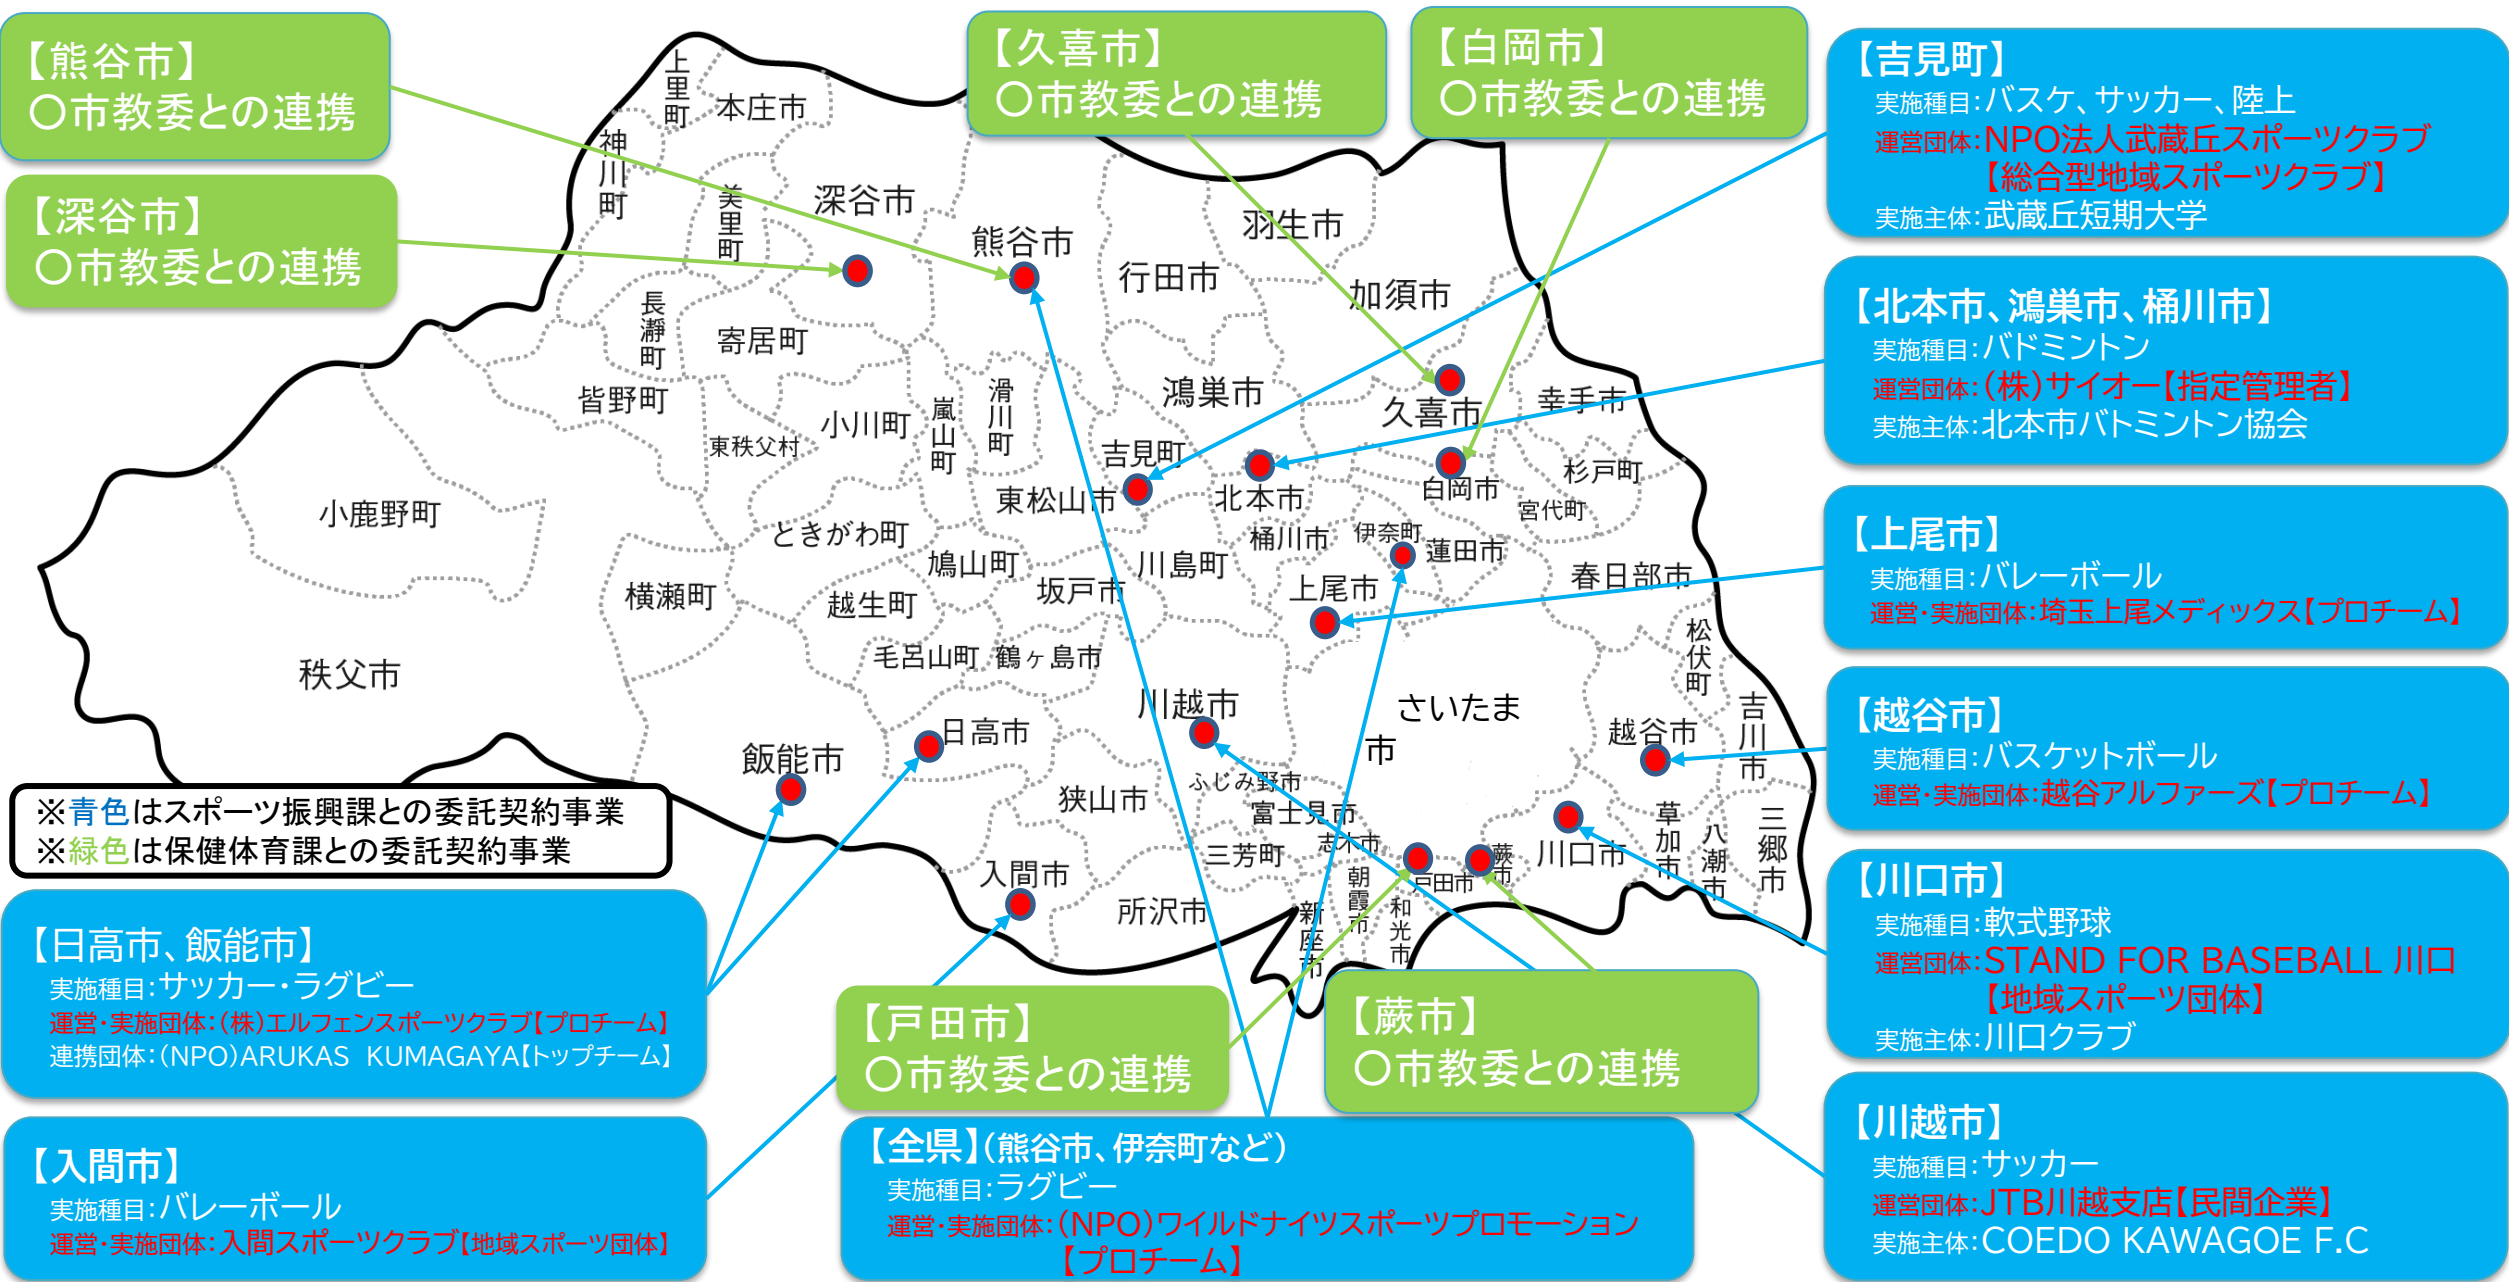 【熊谷市】
〇市教委との連携
【深谷市】
〇市教委との連携
【久喜市】
〇市教委との連携
【白岡市】
〇市教委との連携
【吉見町】
実施種目：バスケ、サッカー、陸上
運営団体：NPO法人武蔵丘スポーツクラブ
【総合型地域スポーツクラブ】
実施主体：武蔵丘短期大学
【北本市、鴻巣市、桶川市】
実施種目：バドミントン
運営団体：（株）サイオー【指定管理者】
実施主体：北本市バトミントン協会
【上尾市】
実施種目：バレーボール
運営・実施団体：埼玉上尾メディックス【プロチーム】
【越谷市】
実施種目：バスケットボール
運営・実施団体：越谷アルファーズ【プロチーム】
【川口市】
実施種目：軟式野球
運営団体：STAND FOR BASEBALL 川口
【地域スポーツ団体】
実施主体：川口クラブ
【川越市】
実施種目：サッカー
運営団体：JTB川越支店【民間企業】
実施主体：COEDO KAWAGOE F.C
上里町
本庄市
神川町
美里町
深谷市
熊谷市
行田市
羽生市
加須市
長瀞町
寄居町
皆野町
東秩父村
小川町
嵐山町
滑川町
吉見町
鴻巣市
久喜市
幸手市
杉戸町
宮代町
白岡市
北本市
東松山市
小鹿野町
ときがわ町
鳩山町
川島町
桶川市
伊奈町
蓮田市
春日部市
横瀬町
越生町
坂戸市
上尾市
松伏町
秩父市
毛呂山町
鶴ヶ島市
川越市
さいたま
市
越谷市
吉川市
日高市
飯能市
狭山市
ふじみ野市
富士見市
志木市
三芳町
入間市
所沢市
新座市
朝霞市
和光市
戸田市
蕨市
川口市
草加市
八潮市
三郷市
※青色はスポーツ振興課との委託契約事業
※緑色は保健体育課との委託契約事業
【日高市、飯能市】
実施種目：サッカー・ラグビー
運営・実施団体：（株）エルフェンスポーツクラブ【プロチーム】
連携団体：（NPO）ARUKAS KUMAGAYA【トップチーム】
【入間市】
実施種目：バレーボール
運営・実施団体：入間スポーツクラブ【地域スポーツ団体】
【戸田市】
〇市教委との連携
【蕨市】
〇市教委との連携
【全県】（熊谷市、伊奈町など）
実施種目：ラグビー
運営・実施団体：（NPO）ワイルドナイツスポーツプロモーション
【プロチーム】